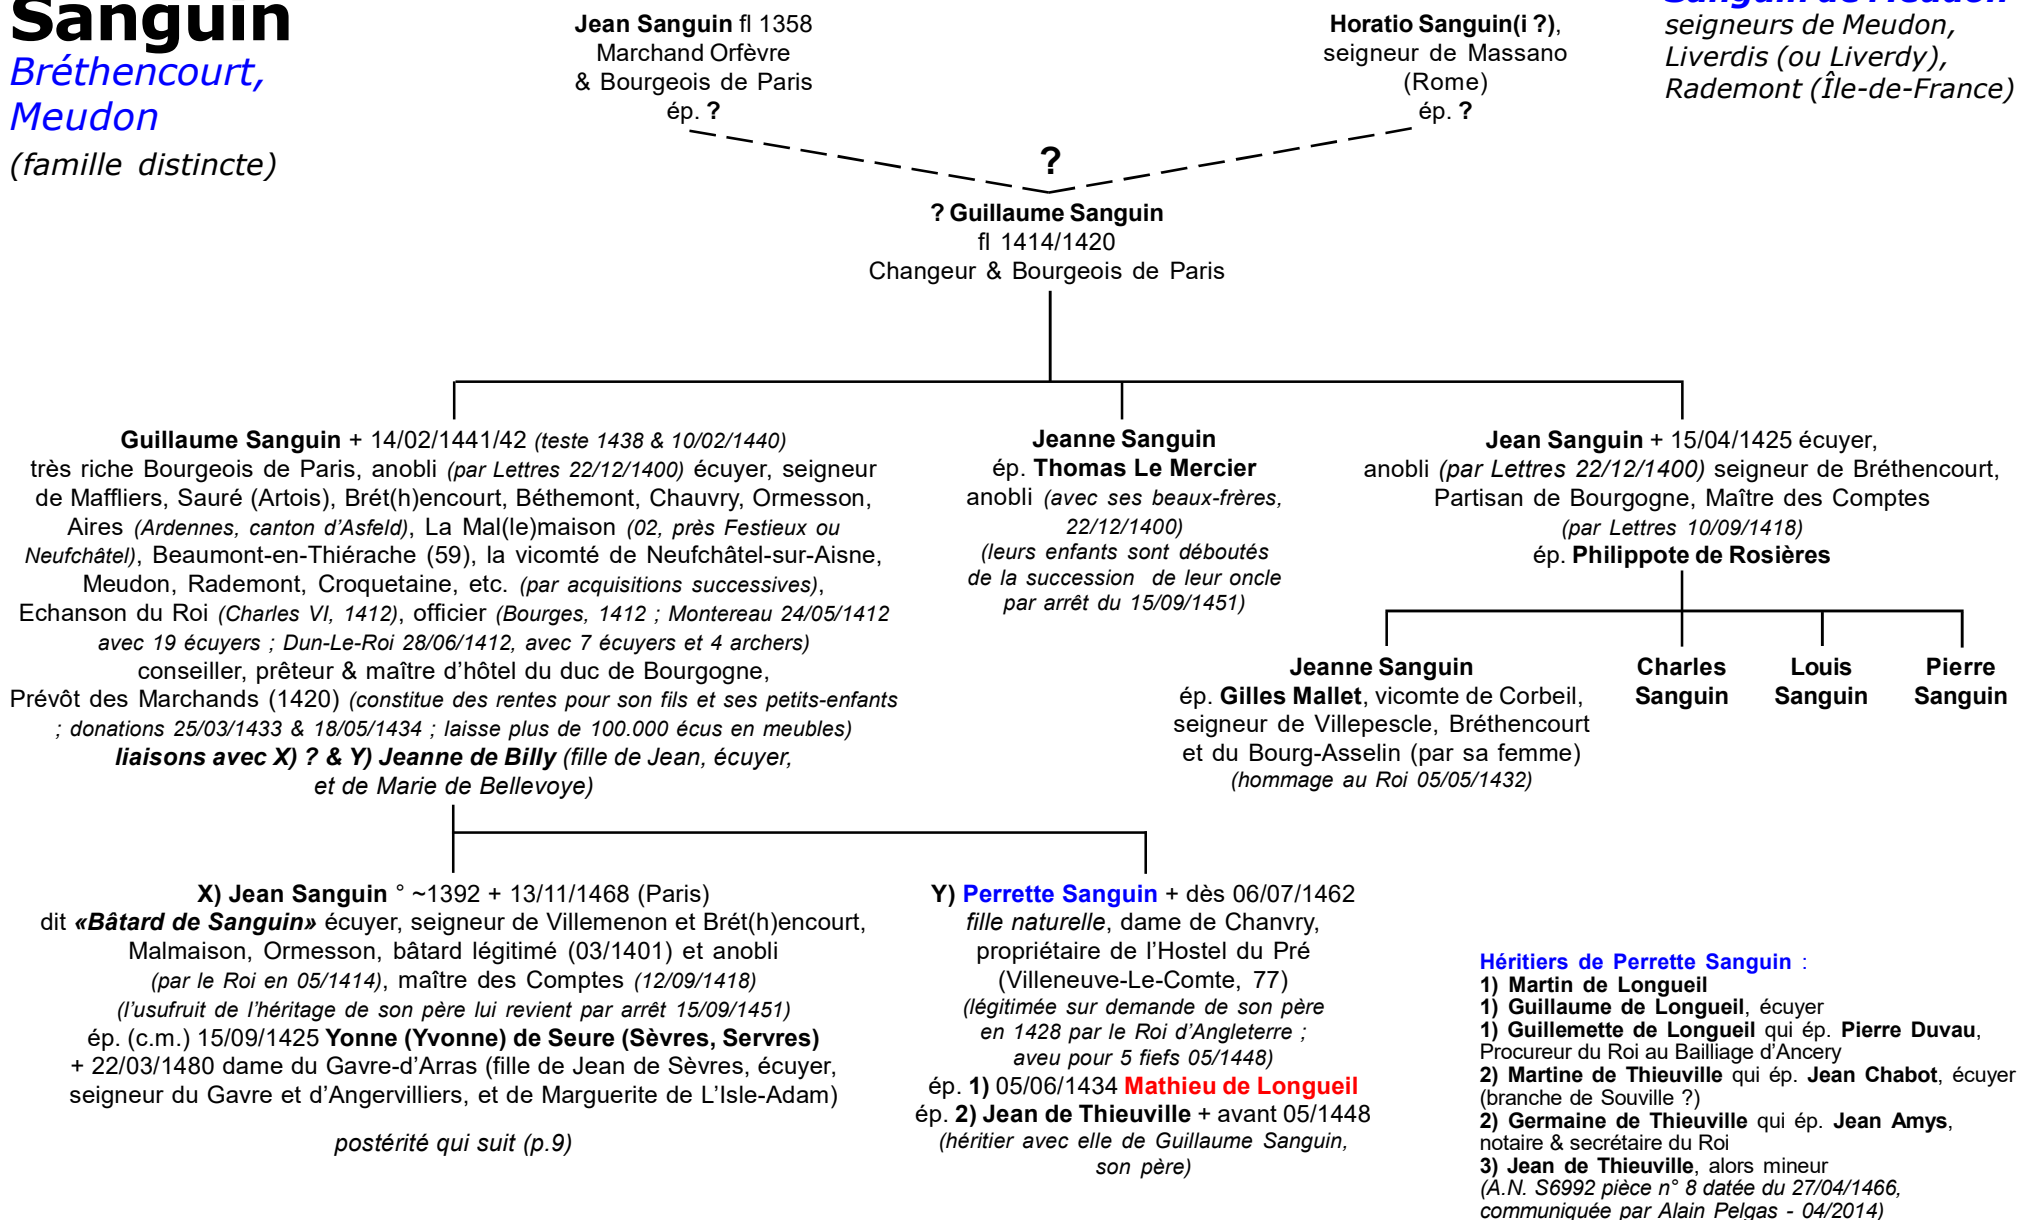 Sanguin
Bréthencourt,
Meudon
(famille distincte)
Jean Sanguin fl 1358
Marchand Orfèvre
& Bourgeois de Paris
ép. ?
Horatio Sanguin(i ?),
seigneur de Massano
(Rome)
ép. ?
Sanguin de Meudon
seigneurs de Meudon,
Liverdis (ou Liverdy),
Rademont (Île-de-France)
?
? Guillaume Sanguin
fl 1414/1420
Changeur & Bourgeois de Paris
Guillaume Sanguin + 14/02/1441/42 (teste 1438 & 10/02/1440)
très riche Bourgeois de Paris, anobli (par Lettres 22/12/1400) écuyer, seigneur
de Maffliers, Sauré (Artois), Brét(h)encourt, Béthemont, Chauvry, Ormesson,
Aires (Ardennes, canton d'Asfeld), La Mal(le)maison (02, près Festieux ou
Neufchâtel), Beaumont-en-Thiérache (59), la vicomté de Neufchâtel-sur-Aisne,
Meudon, Rademont, Croquetaine, etc. (par acquisitions successives),
Echanson du Roi (Charles VI, 1412), officier (Bourges, 1412 ; Montereau 24/05/1412
avec 19 écuyers ; Dun-Le-Roi 28/06/1412, avec 7 écuyers et 4 archers)
conseiller, prêteur & maître d'hôtel du duc de Bourgogne,
Prévôt des Marchands (1420) (constitue des rentes pour son fils et ses petits-enfants
; donations 25/03/1433 & 18/05/1434 ; laisse plus de 100.000 écus en meubles)
liaisons avec X) ? & Y) Jeanne de Billy (fille de Jean, écuyer,
et de Marie de Bellevoye)
Jeanne Sanguin
ép. Thomas Le Mercier
anobli (avec ses beaux-frères,
22/12/1400)
(leurs enfants sont déboutés
de la succession de leur oncle
par arrêt du 15/09/1451)
Jean Sanguin + 15/04/1425 écuyer,
anobli (par Lettres 22/12/1400) seigneur de Bréthencourt,
Partisan de Bourgogne, Maître des Comptes
(par Lettres 10/09/1418)
ép. Philippote de Rosières
Jeanne Sanguin
ép. Gilles Mallet, vicomte de Corbeil,
seigneur de Villepescle, Bréthencourt
et du Bourg-Asselin (par sa femme)
(hommage au Roi 05/05/1432)
Charles
Sanguin
Louis
Sanguin
Pierre
Sanguin
X) Jean Sanguin ° ~1392 + 13/11/1468 (Paris)
dit «Bâtard de Sanguin» écuyer, seigneur de Villemenon et Brét(h)encourt,
Malmaison, Ormesson, bâtard légitimé (03/1401) et anobli
(par le Roi en 05/1414), maître des Comptes (12/09/1418)
(l'usufruit de l'héritage de son père lui revient par arrêt 15/09/1451)
ép. (c.m.) 15/09/1425 Yonne (Yvonne) de Seure (Sèvres, Servres)
+ 22/03/1480 dame du Gavre-d'Arras (fille de Jean de Sèvres, écuyer,
seigneur du Gavre et d'Angervilliers, et de Marguerite de L'Isle-Adam)
postérité qui suit (p.9)
Y) Perrette Sanguin + dès 06/07/1462
fille naturelle, dame de Chanvry,
propriétaire de l'Hostel du Pré
(Villeneuve-Le-Comte, 77)
(légitimée sur demande de son père
en 1428 par le Roi d'Angleterre ;
aveu pour 5 fiefs 05/1448)
ép. 1) 05/06/1434 Mathieu de Longueil
ép. 2) Jean de Thieuville + avant 05/1448
(héritier avec elle de Guillaume Sanguin,
son père)
Héritiers de Perrette Sanguin :
1) Martin de Longueil
1) Guillaume de Longueil, écuyer
1) Guillemette de Longueil qui ép. Pierre Duvau,
Procureur du Roi au Bailliage d'Ancery
2) Martine de Thieuville qui ép. Jean Chabot, écuyer
(branche de Souville ?)
2) Germaine de Thieuville qui ép. Jean Amys,
notaire & secrétaire du Roi
3) Jean de Thieuville, alors mineur
(A.N. S6992 pièce n° 8 datée du 27/04/1466,
communiquée par Alain Pelgas - 04/2014)